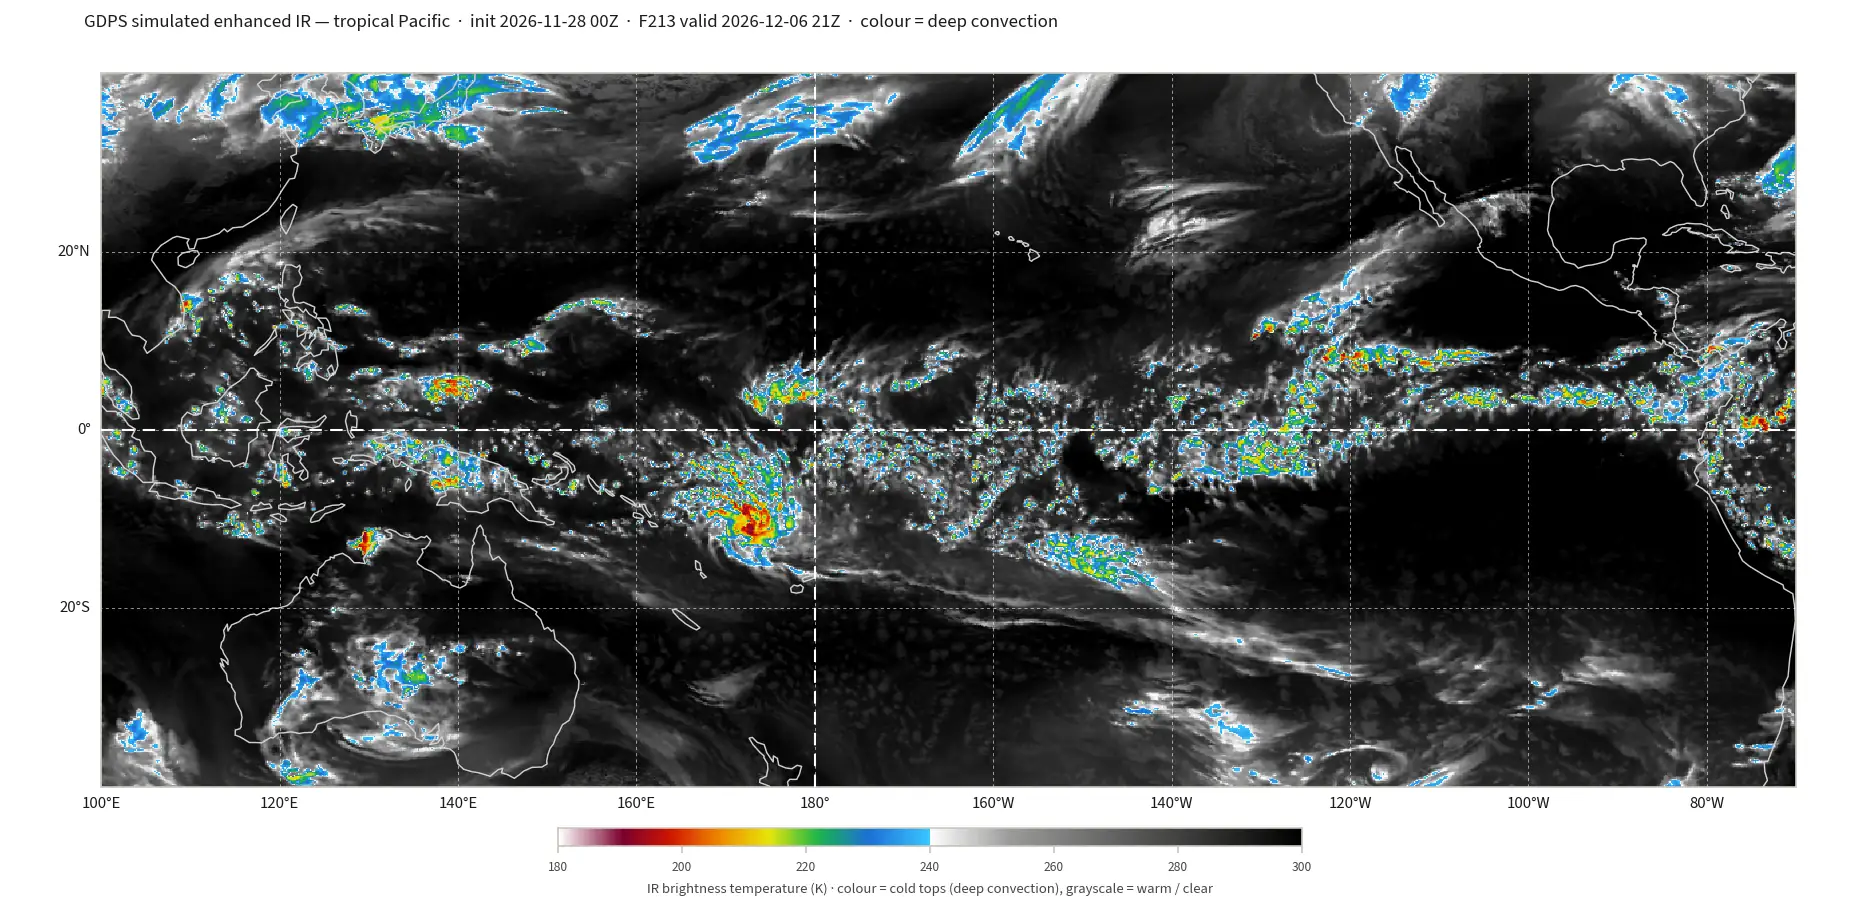 GDPS simulated enhanced IR — tropical Pacific · init 2026-11-28 00Z · F213 valid 2026-12-06 21Z · colour = deep convection
20°N
0°
20°S
100°E 120°E 140°E 160°E 180° 160°W 140°W 120°W 100°W 80°W
180 200 220 240 260 280 300
IR brightness temperature (K) · colour = cold tops (deep convection), grayscale = warm / clear